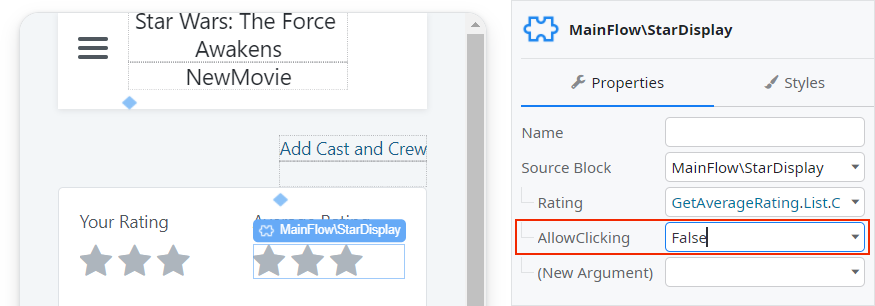 Star Wars: The Force
Awakens
NewMovie
Add Cast and Crew
Your Rating
Average Rating
MainFlow\StarDisplay
MainFlow\StarDisplay
Properties
Styles
Name
Source Block
MainFlow\StarDisplay
Rating
GetAverageRating.List.C
AllowClicking
False
(New Argument)